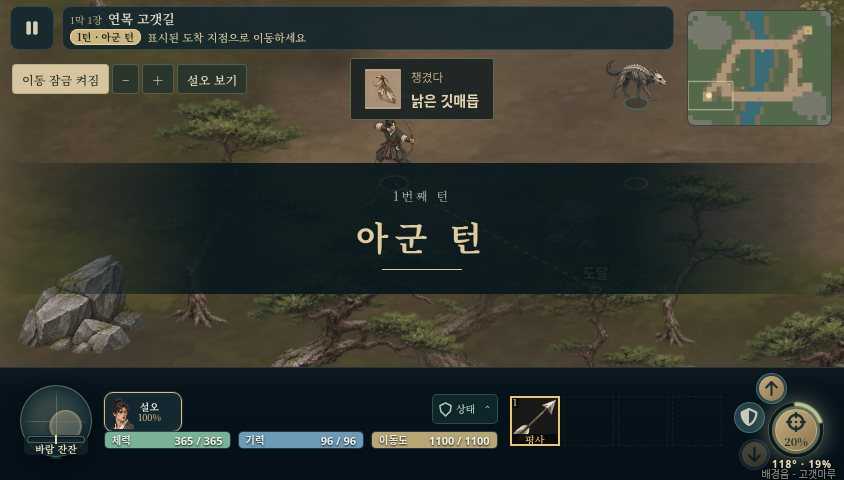 1막 1장 연목 고갯길
1턴 · 아군 턴 표시된 도착 지점으로 이동하세요
이동 잠금 켜짐
−
+
설오 보기
챙겼다
낡은 깃매듭
1번째 턴
아군 턴
도달
바람 잔잔
설오
100%
체력 365 / 365
기력 96 / 96
이동도 1100 / 1100
상태
1
편사
20%
118° · 19%
배경음 - 고갯마루